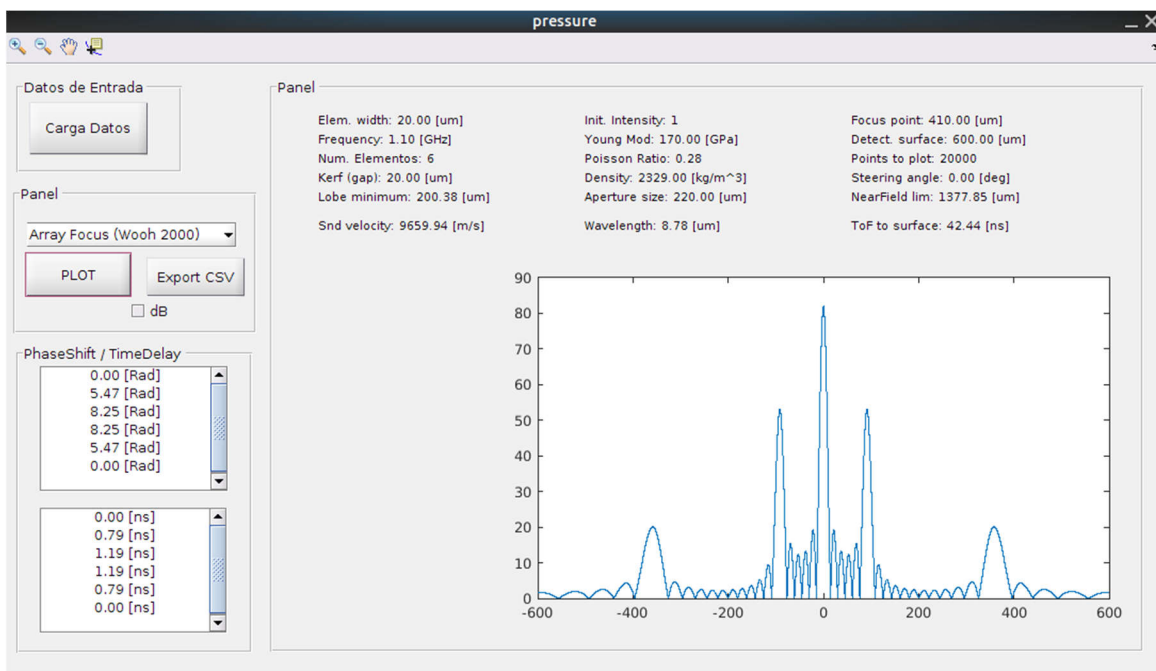 pressure
Datos de Entrada
Carga Datos
Panel
Array Focus (Wooh 2000)
PLOT
Export CSV
dB
PhaseShift / TimeDelay
0.00 [Rad]
5.47 [Rad]
8.25 [Rad]
8.25 [Rad]
5.47 [Rad]
0.00 [Rad]
0.00 [ns]
0.79 [ns]
1.19 [ns]
1.19 [ns]
0.79 [ns]
0.00 [ns]
Panel
Elem. width: 20.00 [um]
Frequency: 1.10 [GHz]
Num. Elementos: 6
Kerf (gap): 20.00 [um]
Lobe minimum: 200.38 [um]
Snd velocity: 9659.94 [m/s]
Init. Intensity: 1
Young Mod: 170.00 [GPa]
Poisson Ratio: 0.28
Density: 2329.00 [kg/m^3]
Aperture size: 220.00 [um]
Wavelength: 8.78 [um]
Focus point: 410.00 [um]
Detect. surface: 600.00 [um]
Points to plot: 20000
Steering angle: 0.00 [deg]
NearField lim: 1377.85 [um]
ToF to surface: 42.44 [ns]
90
80
70
60
50
40
30
20
10
0
-600 -400 -200 0 200 400 600